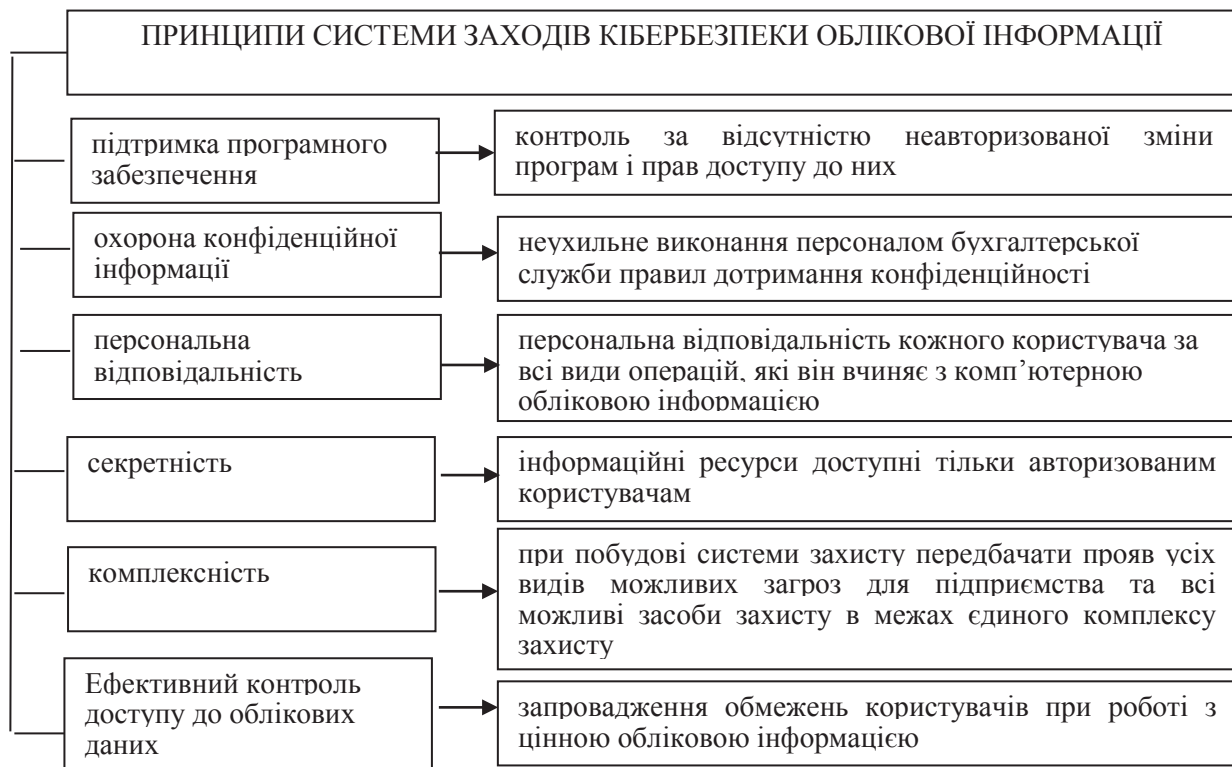 ПРИНЦИПИ СИСТЕМИ ЗАХОДІВ КІБЕРБЕЗПЕКИ ОБЛІКОВОЇ ІНФОРМАЦІЇ
підтримка програмного
забезпечення
контроль за відсутністю неавторизованої зміни
програм і прав доступу до них
охорона конфіденційної
інформації
неухильне виконання персоналом бухгалтерської
служби правил дотримання конфіденційності
персональна
відповідальність
персональна відповідальність кожного користувача за
всі види операцій, які він вчиняє з комп’ютерною
обліковою інформацією
секретність
інформаційні ресурси доступні тільки авторизованим
користувачам
комплексність
при побудові системи захисту передбачати прояв усіх
видів можливих загроз для підприємства та всі
можливі засоби захисту в межах єдиного комплексу
захисту
Ефективний контроль
доступу до облікових
даних
запровадження обмежень користувачів при роботі з
цінною обліковою інформацією